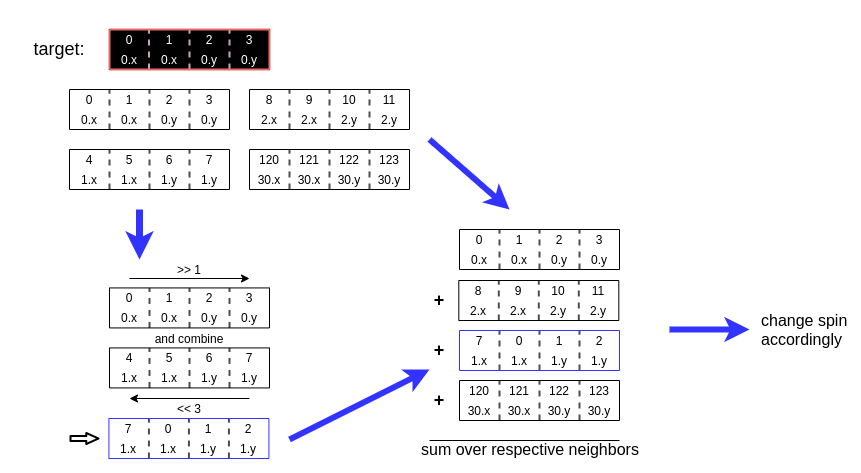 target:
0 1 2 3
0.x 0.x 0.y 0.y
0 1 2 3
0.x 0.x 0.y 0.y
8 9 10 11
2.x 2.x 2.y 2.y
4 5 6 7
1.x 1.x 1.y 1.y
120 121 122 123
30.x 30.x 30.y 30.y
>> 1
0 1 2 3
0.x 0.x 0.y 0.y
and combine
4 5 6 7
1.x 1.x 1.y 1.y
<< 3
7 0 1 2
1.x 1.x 1.y 1.y
0 1 2 3
0.x 0.x 0.y 0.y
+
8 9 10 11
2.x 2.x 2.y 2.y
+
7 0 1 2
1.x 1.x 1.y 1.y
+
120 121 122 123
30.x 30.x 30.y 30.y
sum over respective neighbors
change spin
accordingly